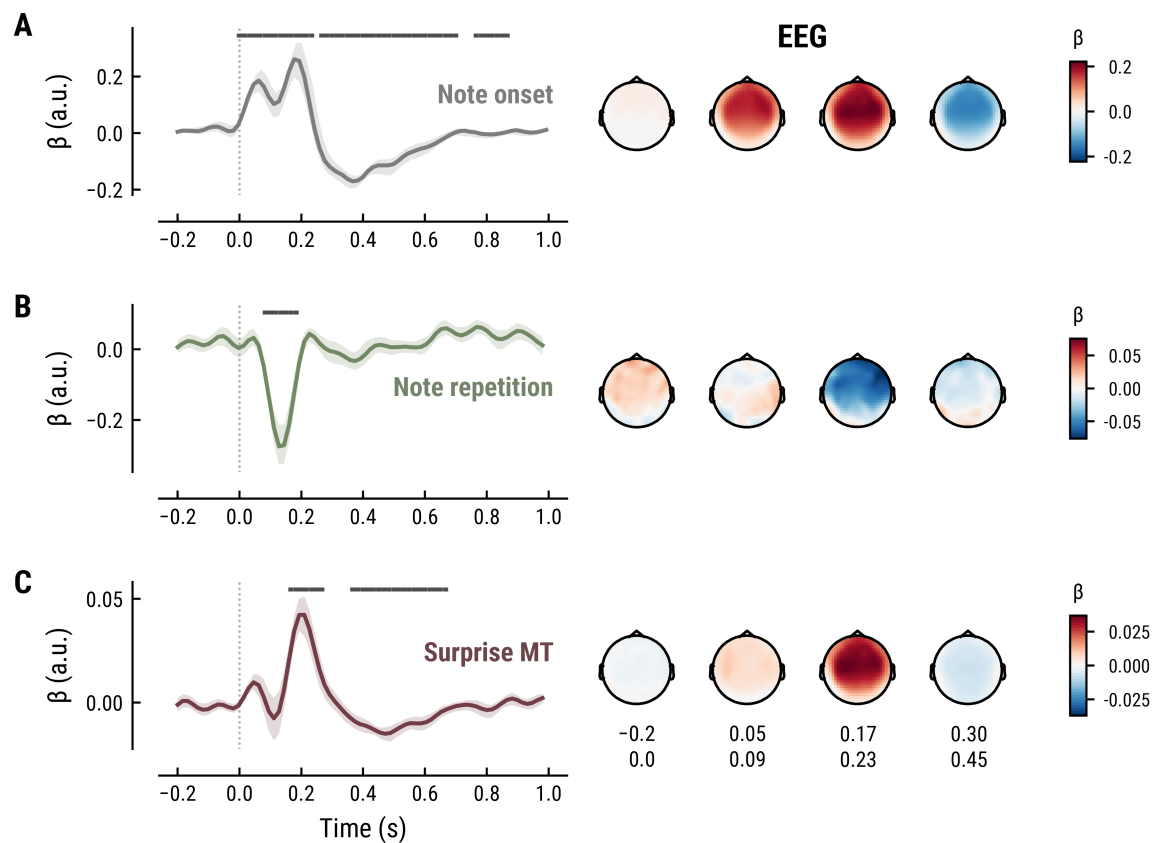 A
EEG
β (a.u.)
0.2
0.0
−0.2
Note onset
−0.2 0.0 0.2 0.4 0.6 0.8 1.0
β
0.2
0.0
-0.2
B
β (a.u.)
0.0
−0.2
Note repetition
−0.2 0.0 0.2 0.4 0.6 0.8 1.0
β
0.05
0.00
-0.05
C
β (a.u.)
0.05
0.00
Surprise MT
−0.2 0.0 0.2 0.4 0.6 0.8 1.0
Time (s)
−0.2 0.05 0.17 0.30
0.0 0.09 0.23 0.45
β
0.025
0.000
-0.025